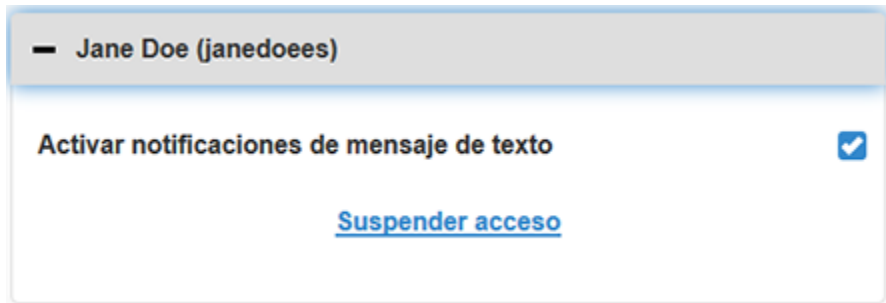 Jane Doe (janedoees)
Activar notificaciones de mensaje de texto
Suspender acceso